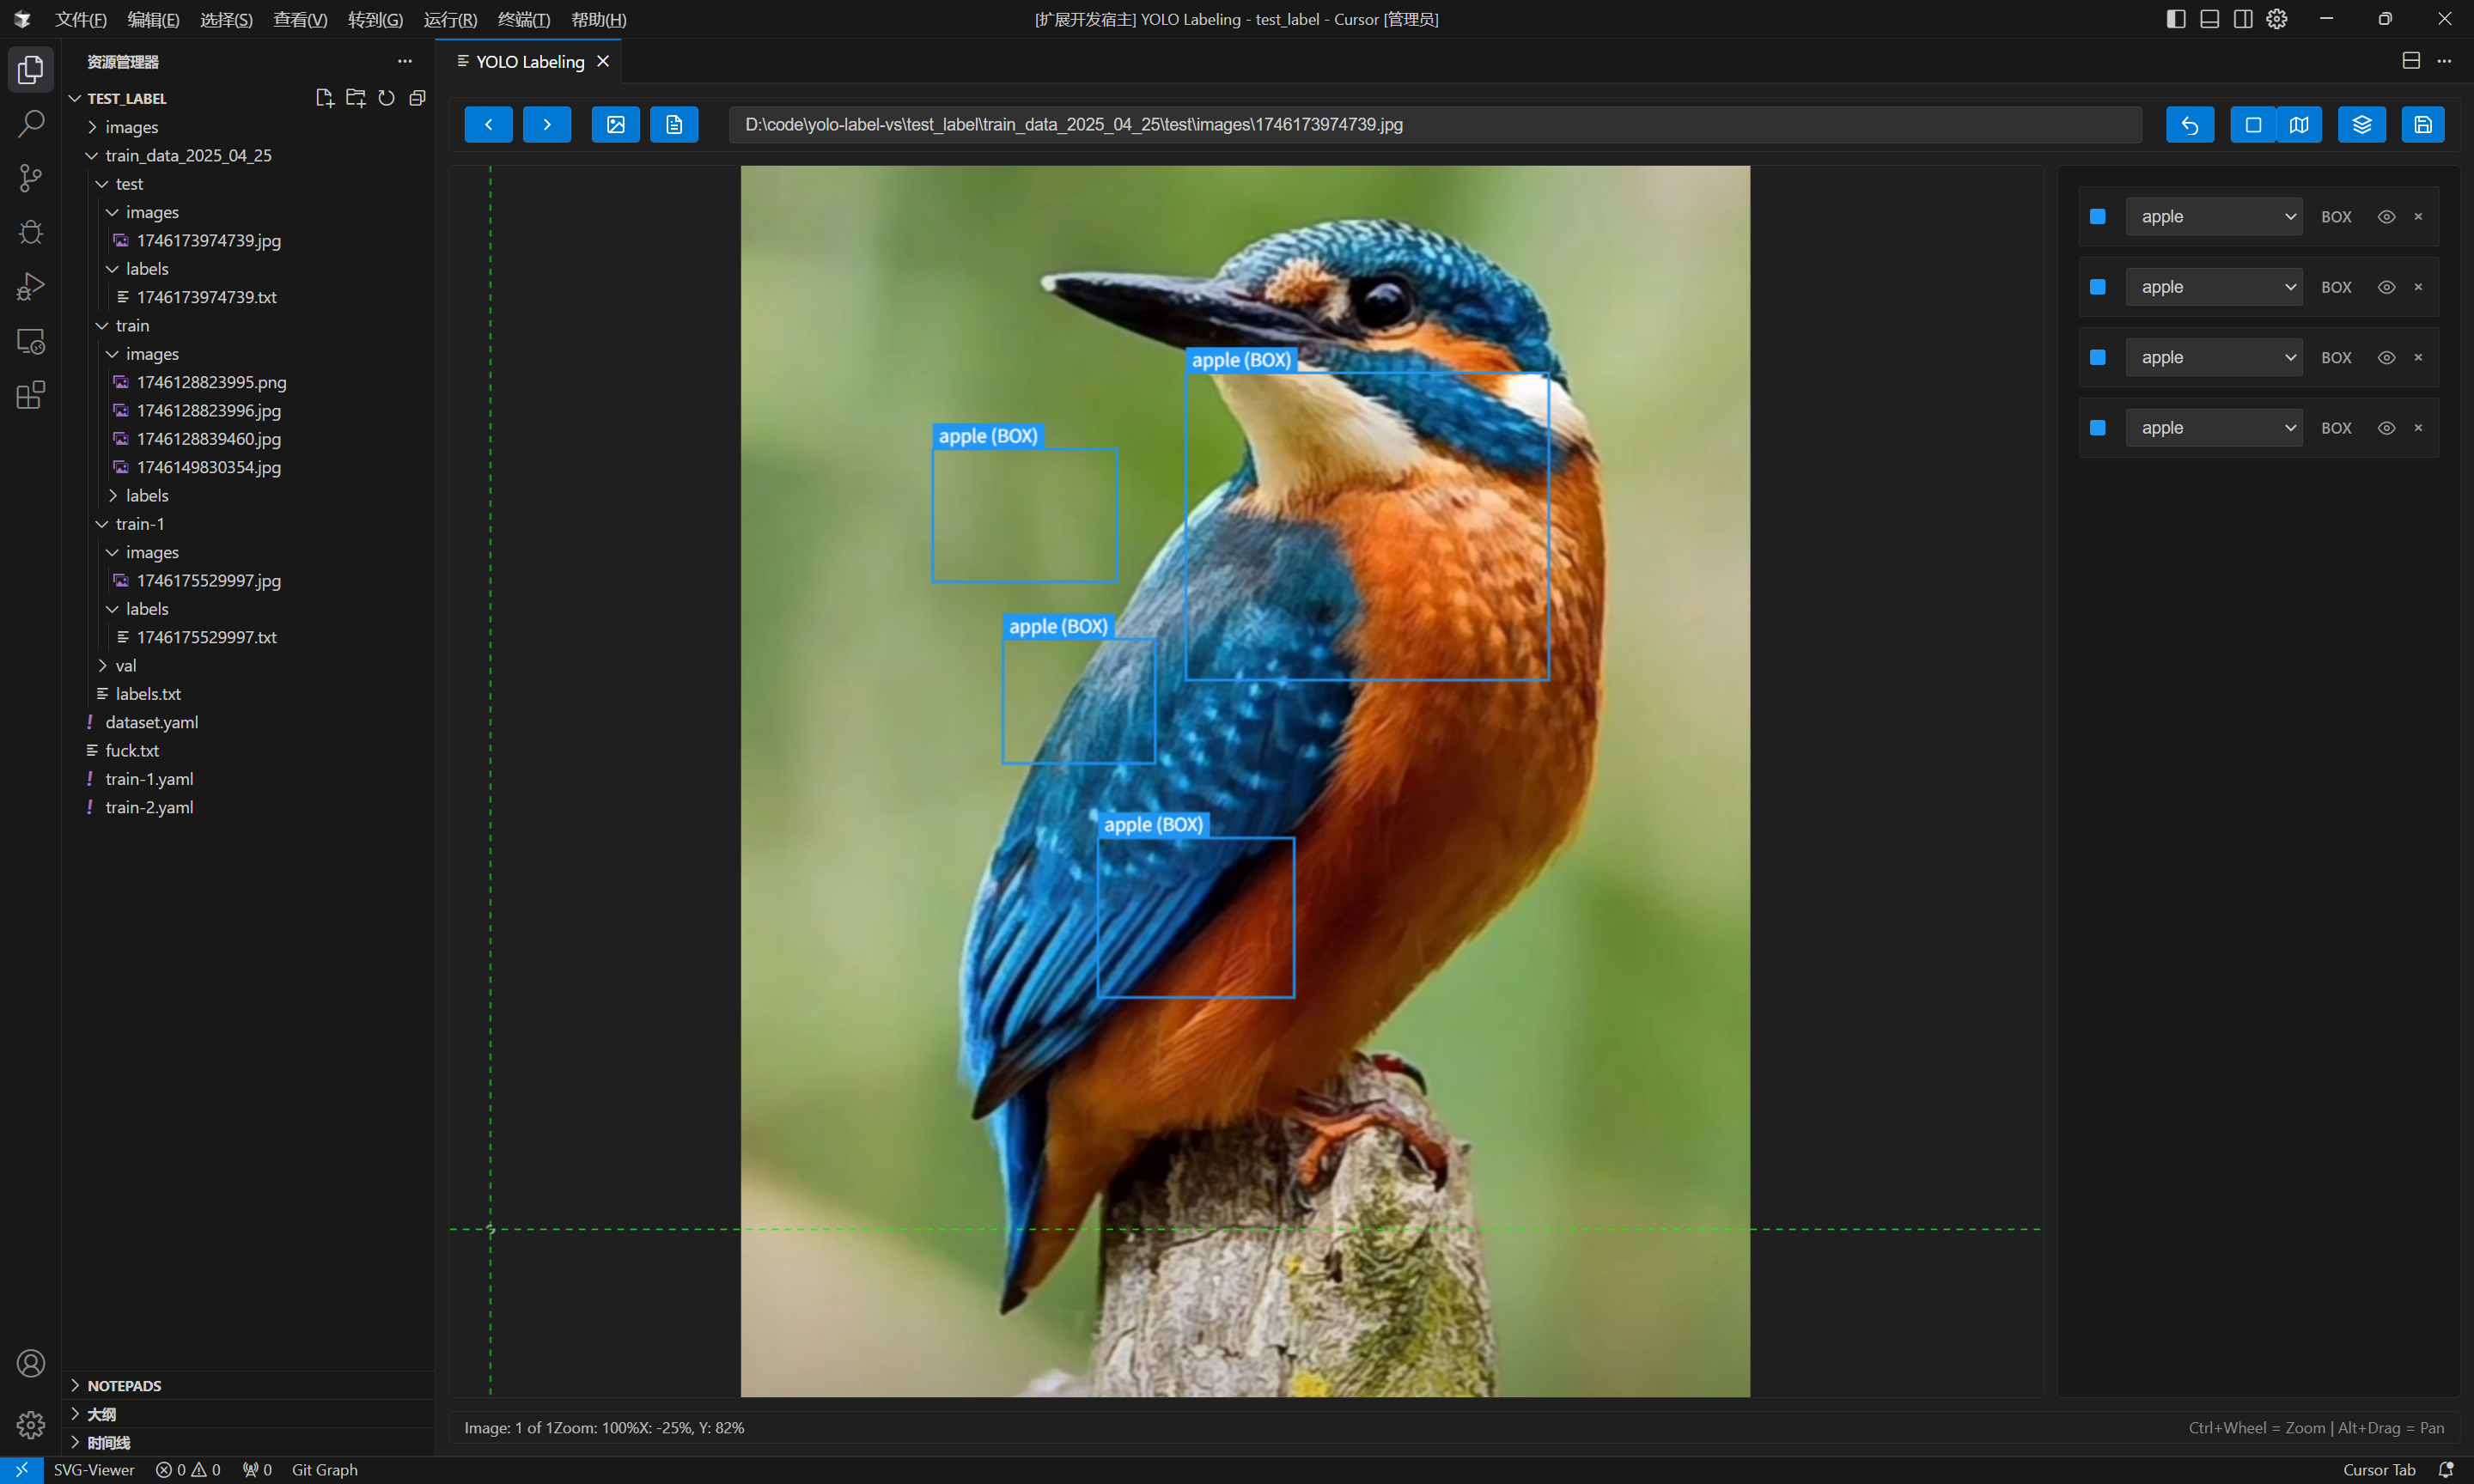 文件(F) 编辑(E) 选择(S) 查看(V) 转到(G) 运行(R) 终端(T) 帮助(H)
[扩展开发宿主] YOLO Labeling - test_label - Cursor [管理员]
资源管理器
TEST_LABEL
images
train_data_2025_04_25
test
images
1746173974739.jpg
labels
1746173974739.txt
train
images
1746128823995.png
1746128823996.jpg
1746128839460.jpg
1746149830354.jpg
labels
train-1
images
1746175529997.jpg
labels
1746175529997.txt
val
labels.txt
dataset.yaml
fuck.txt
train-1.yaml
train-2.yaml
NOTEPADS
大纲
时间线
YOLO Labeling
D:\code\yolo-label-vs\test_label\train_data_2025_04_25\test\images\1746173974739.jpg
apple (BOX)
apple (BOX)
apple (BOX)
apple (BOX)
apple BOX
apple BOX
apple BOX
apple BOX
Image: 1 of 1Zoom: 100%X: -25%, Y: 82%
Ctrl+Wheel = Zoom | Alt+Drag = Pan
SVG-Viewer 0 0 0 Git Graph
Cursor Tab